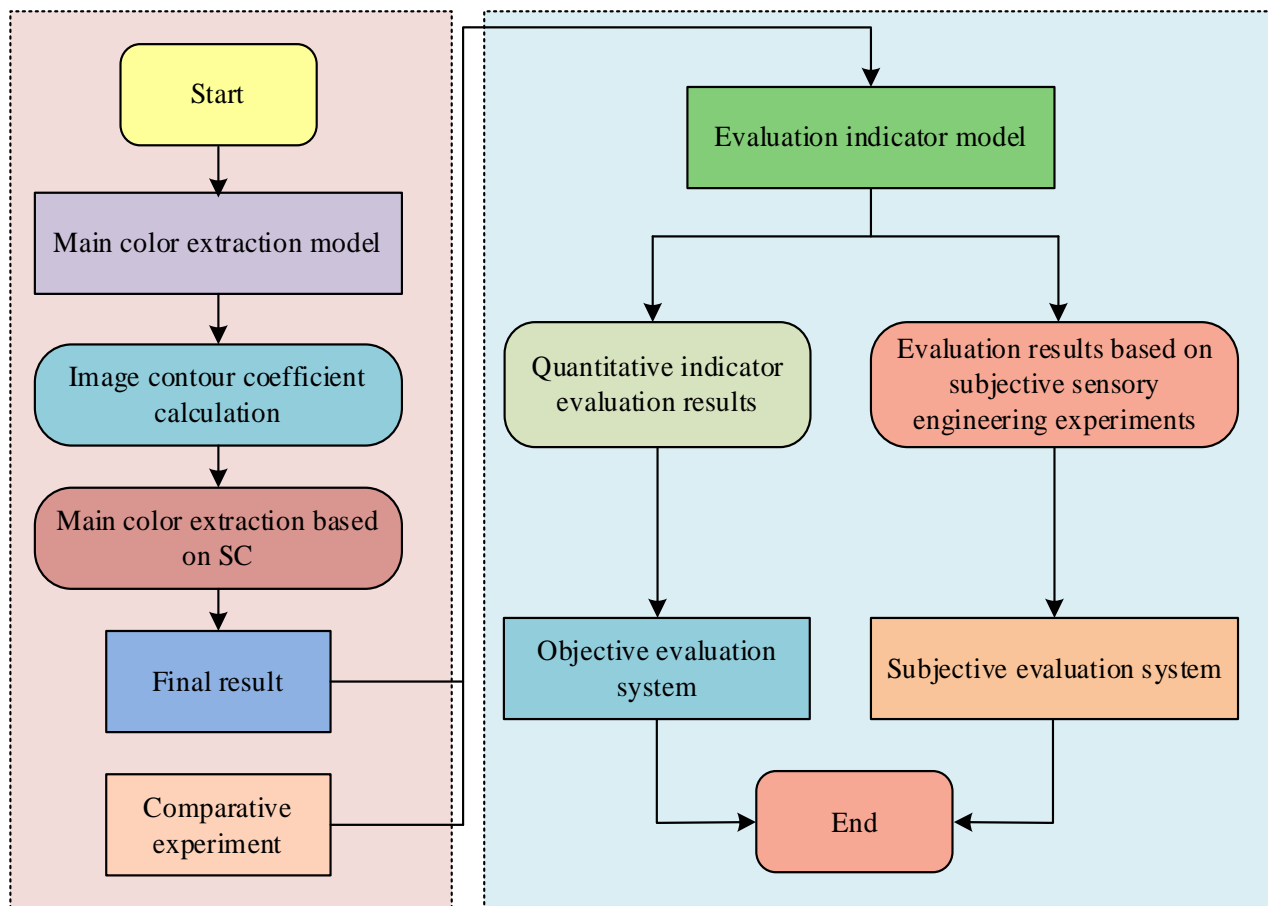 Start
Main color extraction model
Image contour coefficient
calculation
Main color extraction based
on SC
Final result
Comparative
experiment
Evaluation indicator model
Quantitative indicator
evaluation results
Evaluation results based on
subjective sensory
engineering experiments
Objective evaluation
system
Subjective evaluation system
End